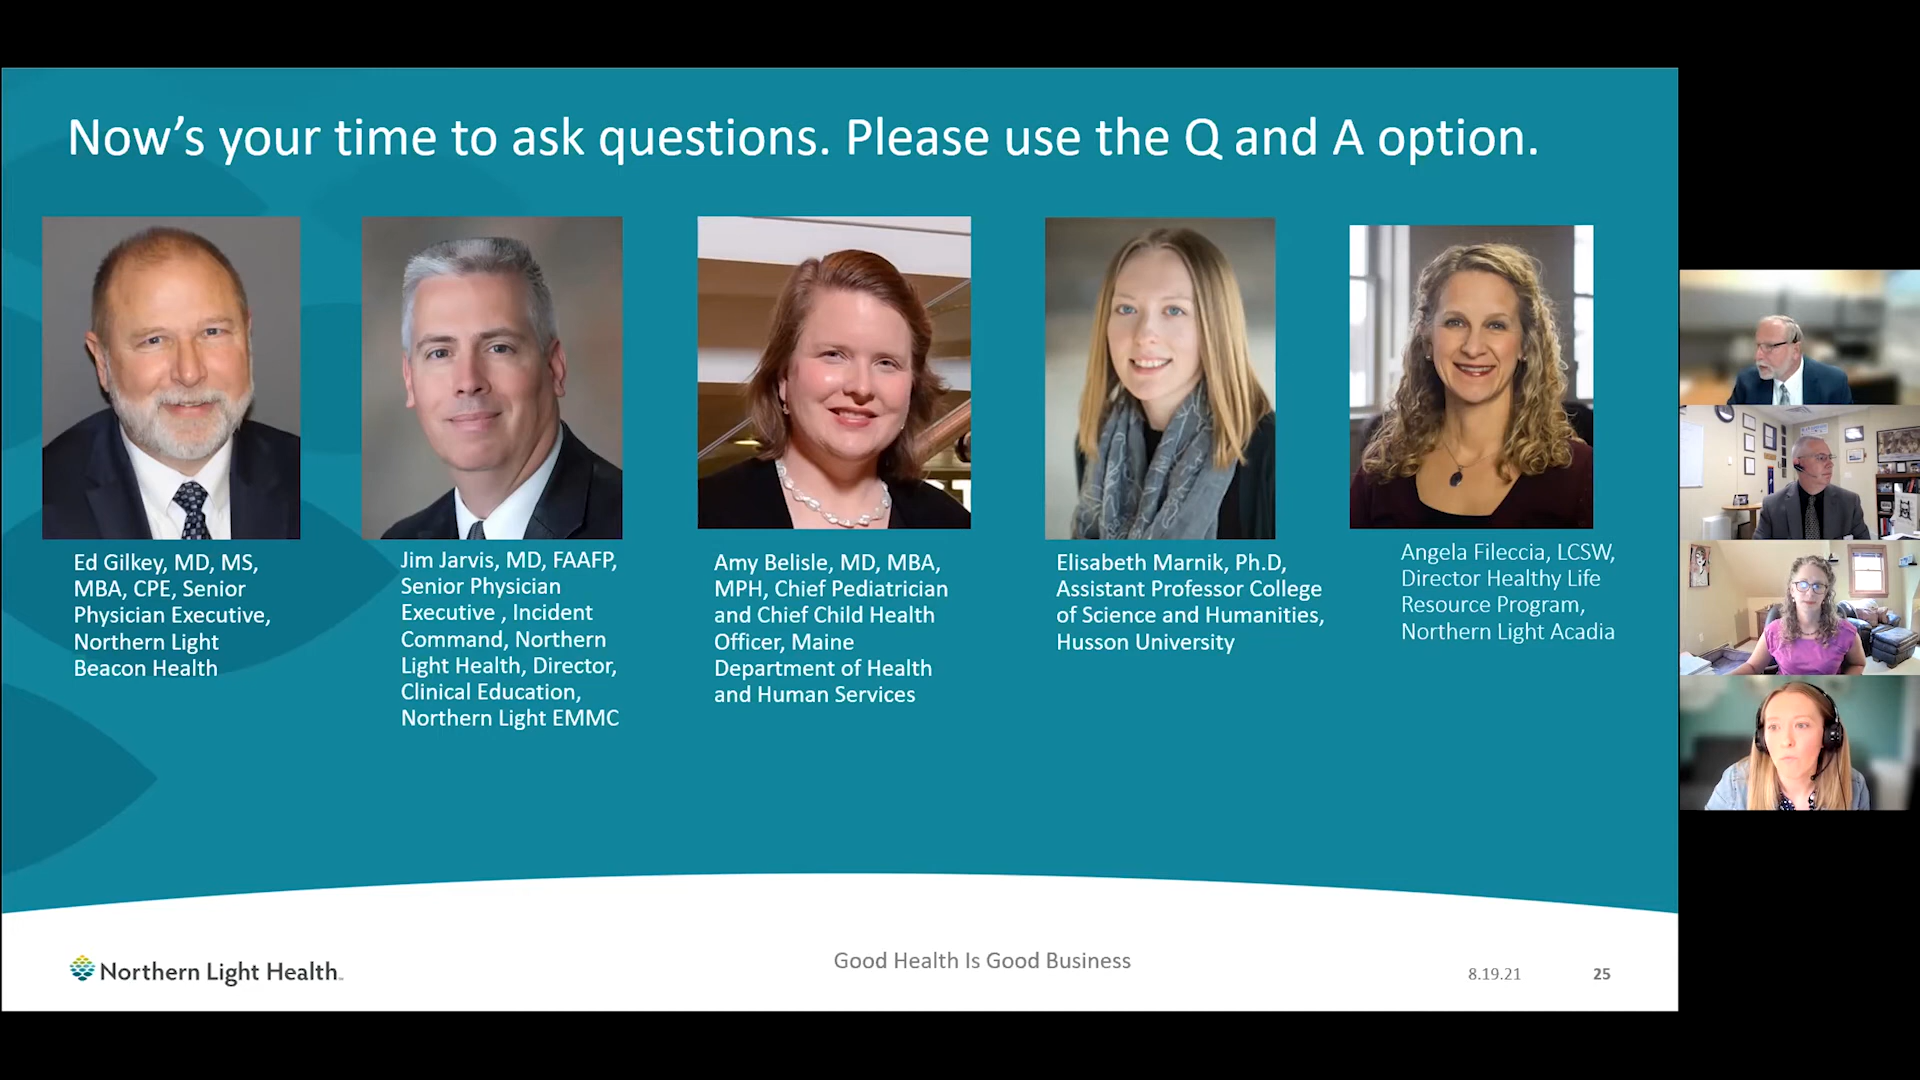 Now's your time to ask questions. Please use the Q and A option.
Ed Gilkey, MD, MS,
MBA, CPE, Senior
Physician Executive,
Northern Light
Beacon Health
Jim Jarvis, MD, FAAFP,
Senior Physician
Executive , Incident
Command, Northern
Light Health, Director,
Clinical Education,
Northern Light EMMC
Amy Belisle, MD, MBA,
MPH, Chief Pediatrician
and Chief Child Health
Officer, Maine
Department of Health
and Human Services
Elisabeth Marnik, Ph.D,
Assistant Professor College
of Science and Humanities,
Husson University
Angela Fileccia, LCSW,
Director Healthy Life
Resource Program,
Northern Light Acadia
Northern Light Health
Good Health Is Good Business
8.19.21
25